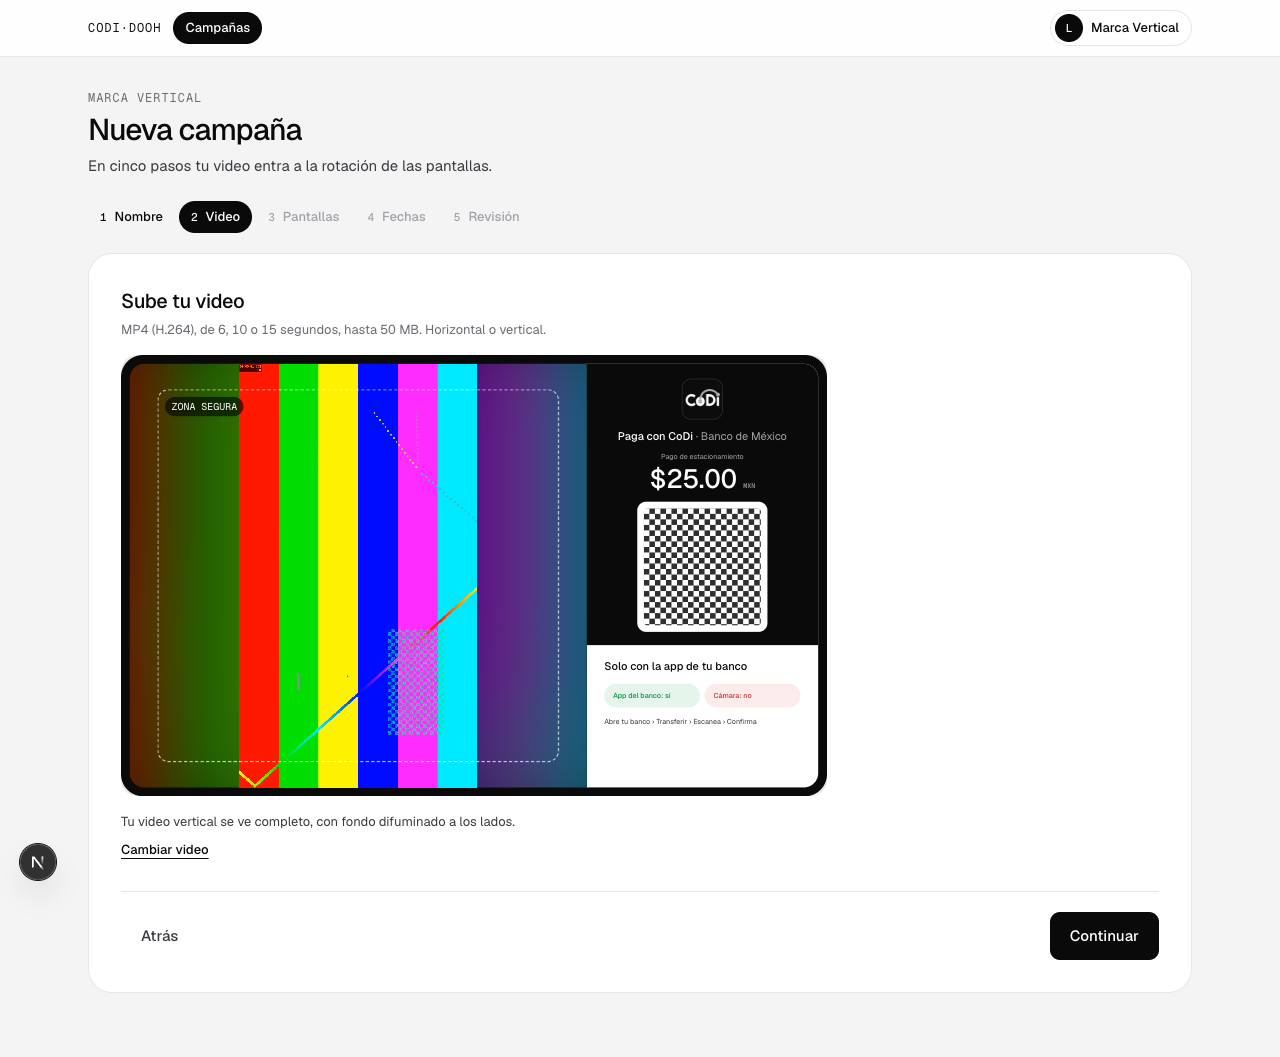 CODI·DOOH
Campañas
L
Marca Vertical
MARCA VERTICAL
Nueva campaña
En cinco pasos tu video entra a la rotación de las pantallas.
1 Nombre
2 Video
3 Pantallas
4 Fechas
5 Revisión
Sube tu video
MP4 (H.264), de 6, 10 o 15 segundos, hasta 50 MB. Horizontal o vertical.
ZONA SEGURA
CoDi
Paga con CoDi · Banco de México
Pago de estacionamiento
$25.00 MXN
Solo con la app de tu banco
App del banco: sí
Cámara: no
Abre tu banco › Transferir › Escanea › Confirma
Tu video vertical se ve completo, con fondo difuminado a los lados.
Cambiar video
N
Atrás
Continuar